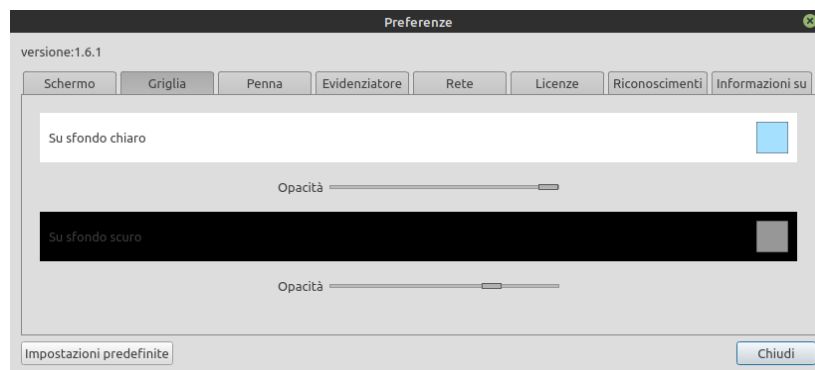 Preferenze
versione:1.6.1
Schermo Griglia Penna Evidenziatore Rete Licenze Riconoscimenti Informazioni su
Su sfondo chiaro
Opacità
Su sfondo scuro
Opacità
Impostazioni predefinite Chiudi